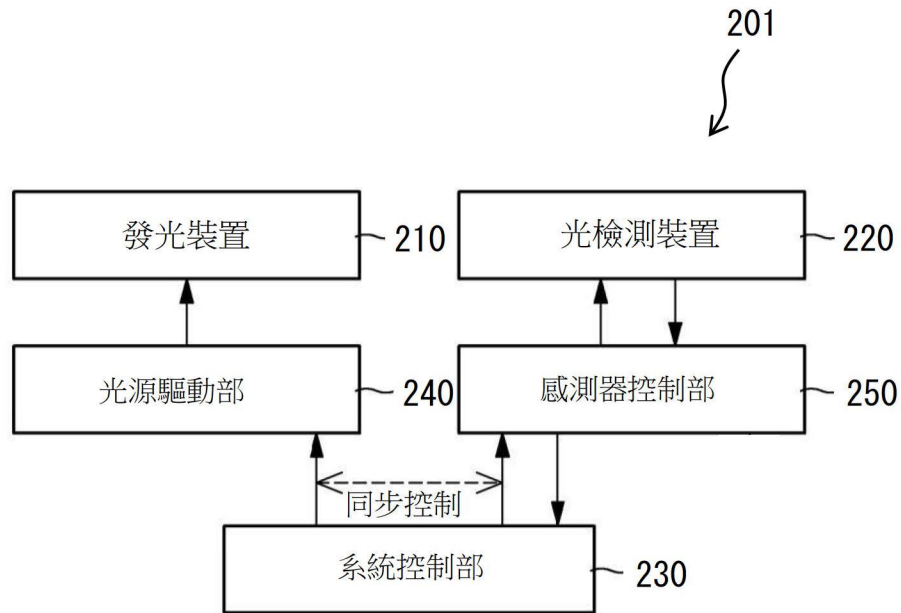 201
發光裝置
210
光檢測裝置
220
光源驅動部
240
感測器控制部
250
同步控制
系統控制部
230